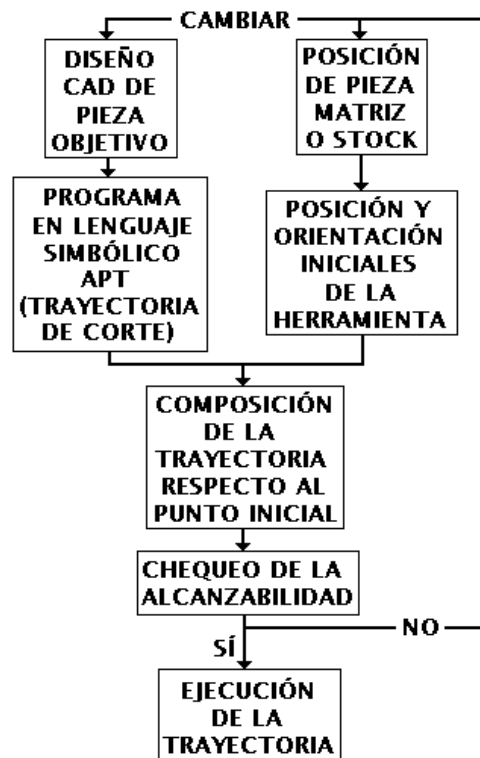 CAMBIAR
DISEÑO
CAD DE
PIEZA
OBJETIVO
POSICIÓN
DE PIEZA
MATRIZ
O STOCK
PROGRAMA
EN LENGUAJE
SIMBÓLICO
APT
(TRAYECTORIA
DE CORTE)
POSICIÓN Y
ORIENTACIÓN
INICIALES
DE LA
HERRAMIENTA
COMPOSICIÓN
DE LA
TRAYECTORIA
RESPECTO AL
PUNTO INICIAL
CHEQUEO DE LA
ALCANZABILIDAD
NO
SÍ
EJECUCIÓN
DE LA
TRAYECTORIA